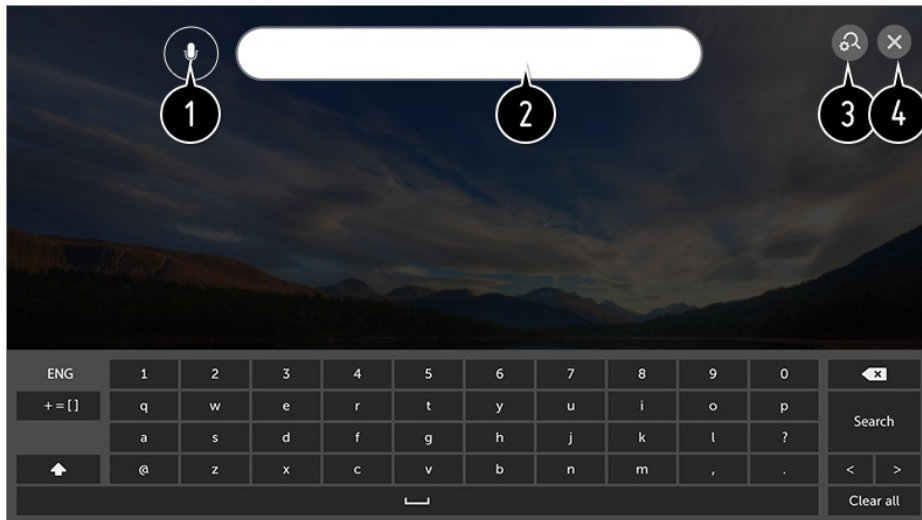 1 2 3 4
ENG 1 2 3 4 5 6 7 8 9 0
+=[] q w e r t y u i o p
Search
a s d f g h j k l ?
@ z x c v b n m , . < >
Clear all